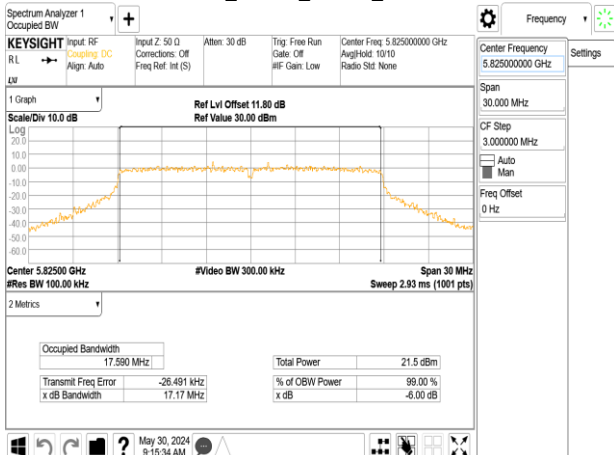 Spectrum Analyzer 1
Occupied BW
Frequency
KEYSIGHT
RL
Input: RF
Coupling: DC
Align: Auto
Input Z: 50 Ω
Corrections: Off
Freq Ref: Int (S)
Atten: 30 dB
Trig: Free Run
Gate: Off
#IF Gain: Low
Center Freq: 5.825000000 GHz
Avg|Hold: 10/10
Radio Std: None
Center Frequency
5.825000000 GHz
Settings
Span
30.000 MHz
CF Step
3.000000 MHz
Auto
Man
Freq Offset
0 Hz
1 Graph
Scale/Div 10.0 dB
Ref Lvl Offset 11.80 dB
Ref Value 30.00 dBm
Log
20.0
10.0
0.00
-10.0
-20.0
-30.0
-40.0
-50.0
-60.0
Center 5.82500 GHz
#Video BW 300.00 kHz
Span 30 MHz
#Res BW 100.00 kHz
Sweep 2.93 ms (1001 pts)
2 Metrics
Occupied Bandwidth
17.590 MHz
Total Power 21.5 dBm
Transmit Freq Error -26.491 kHz
% of OBW Power 99.00 %
x dB Bandwidth 17.17 MHz
x dB -6.00 dB
?
May 30, 2024
9:15:34 AM